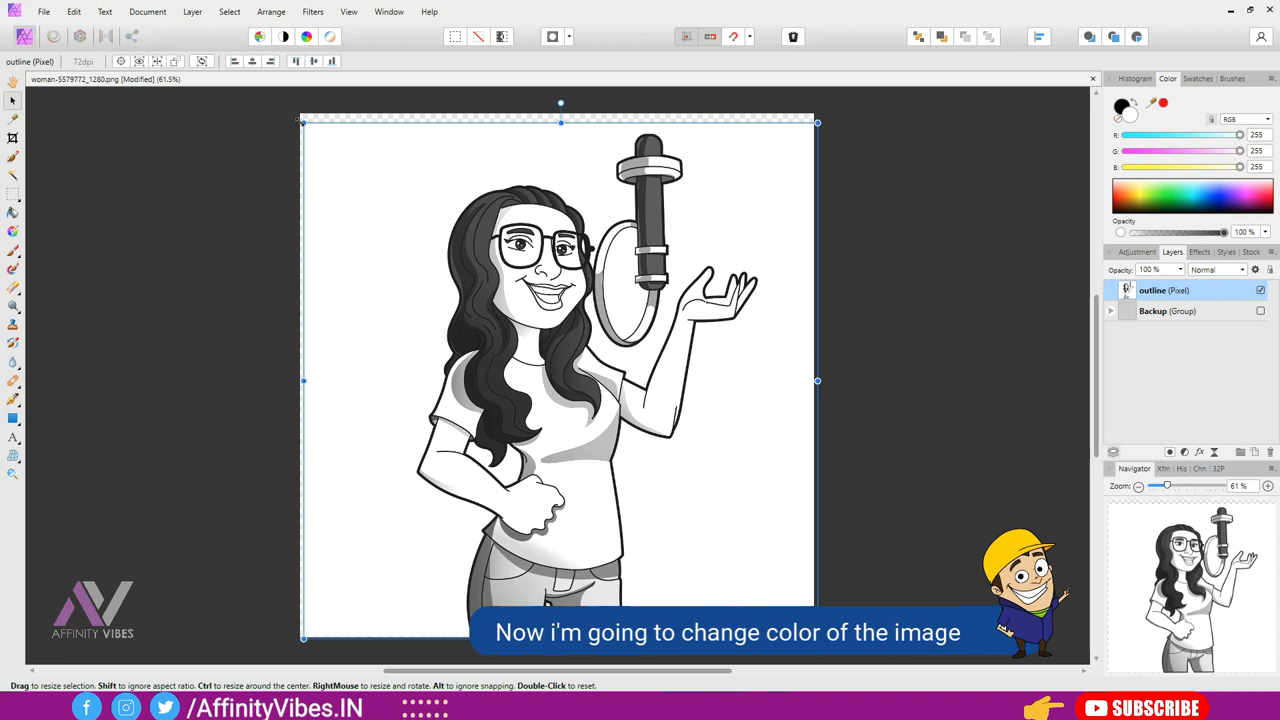 File Edit Text Document Layer Select Arrange Filters View Window Help
outline (Pixel) 72dpi
woman-5579772_1280.png [Modified] (61.5%)
Histogram Color Swatches Brushes
RGB
R: 255
G: 255
B: 255
Opacity
100 %
Adjustment Layers Effects Styles Stock
Opacity: 100 % Normal
outline (Pixel)
Backup (Group)
Navigator Xfm His Chn 32P
Zoom: 61 %
AV
AFFINITY VIBES
Now i'm going to change color of the image
Drag to resize selection. Shift to ignore aspect ratio. Ctrl to resize around the center. RightMouse to resize and rotate. Alt to ignore snapping. Double-Click to reset.
/AffinityVibes.IN
SUBSCRIBE